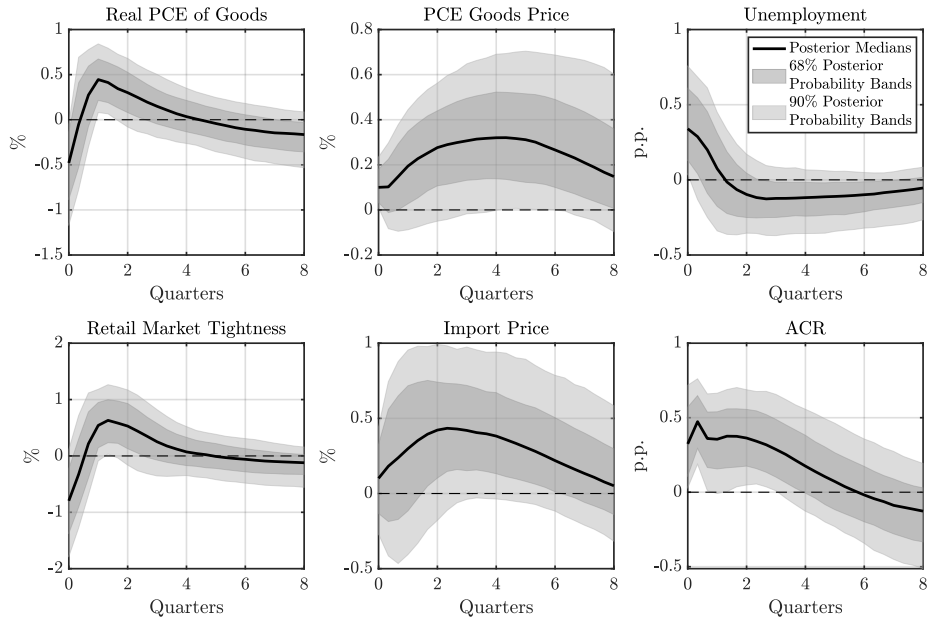 Real PCE of Goods
1
0.5
0
-0.5
-1
-1.5
%
0 2 4 6 8
Quarters
PCE Goods Price
0.8
0.6
0.4
0.2
0
0.2
%
0 2 4 6 8
Quarters
Unemployment
1
0.5
0
-0.5
p.p.
Posterior Medians
68% Posterior
Probability Bands
90% Posterior
Probability Bands
0 2 4 6 8
Quarters
Retail Market Tightness
2
1
0
-1
-2
%
0 2 4 6 8
Quarters
Import Price
1
0.5
0
0.5
%
0 2 4 6 8
Quarters
ACR
1
0.5
0
-0.5
p.p.
0 2 4 6 8
Quarters